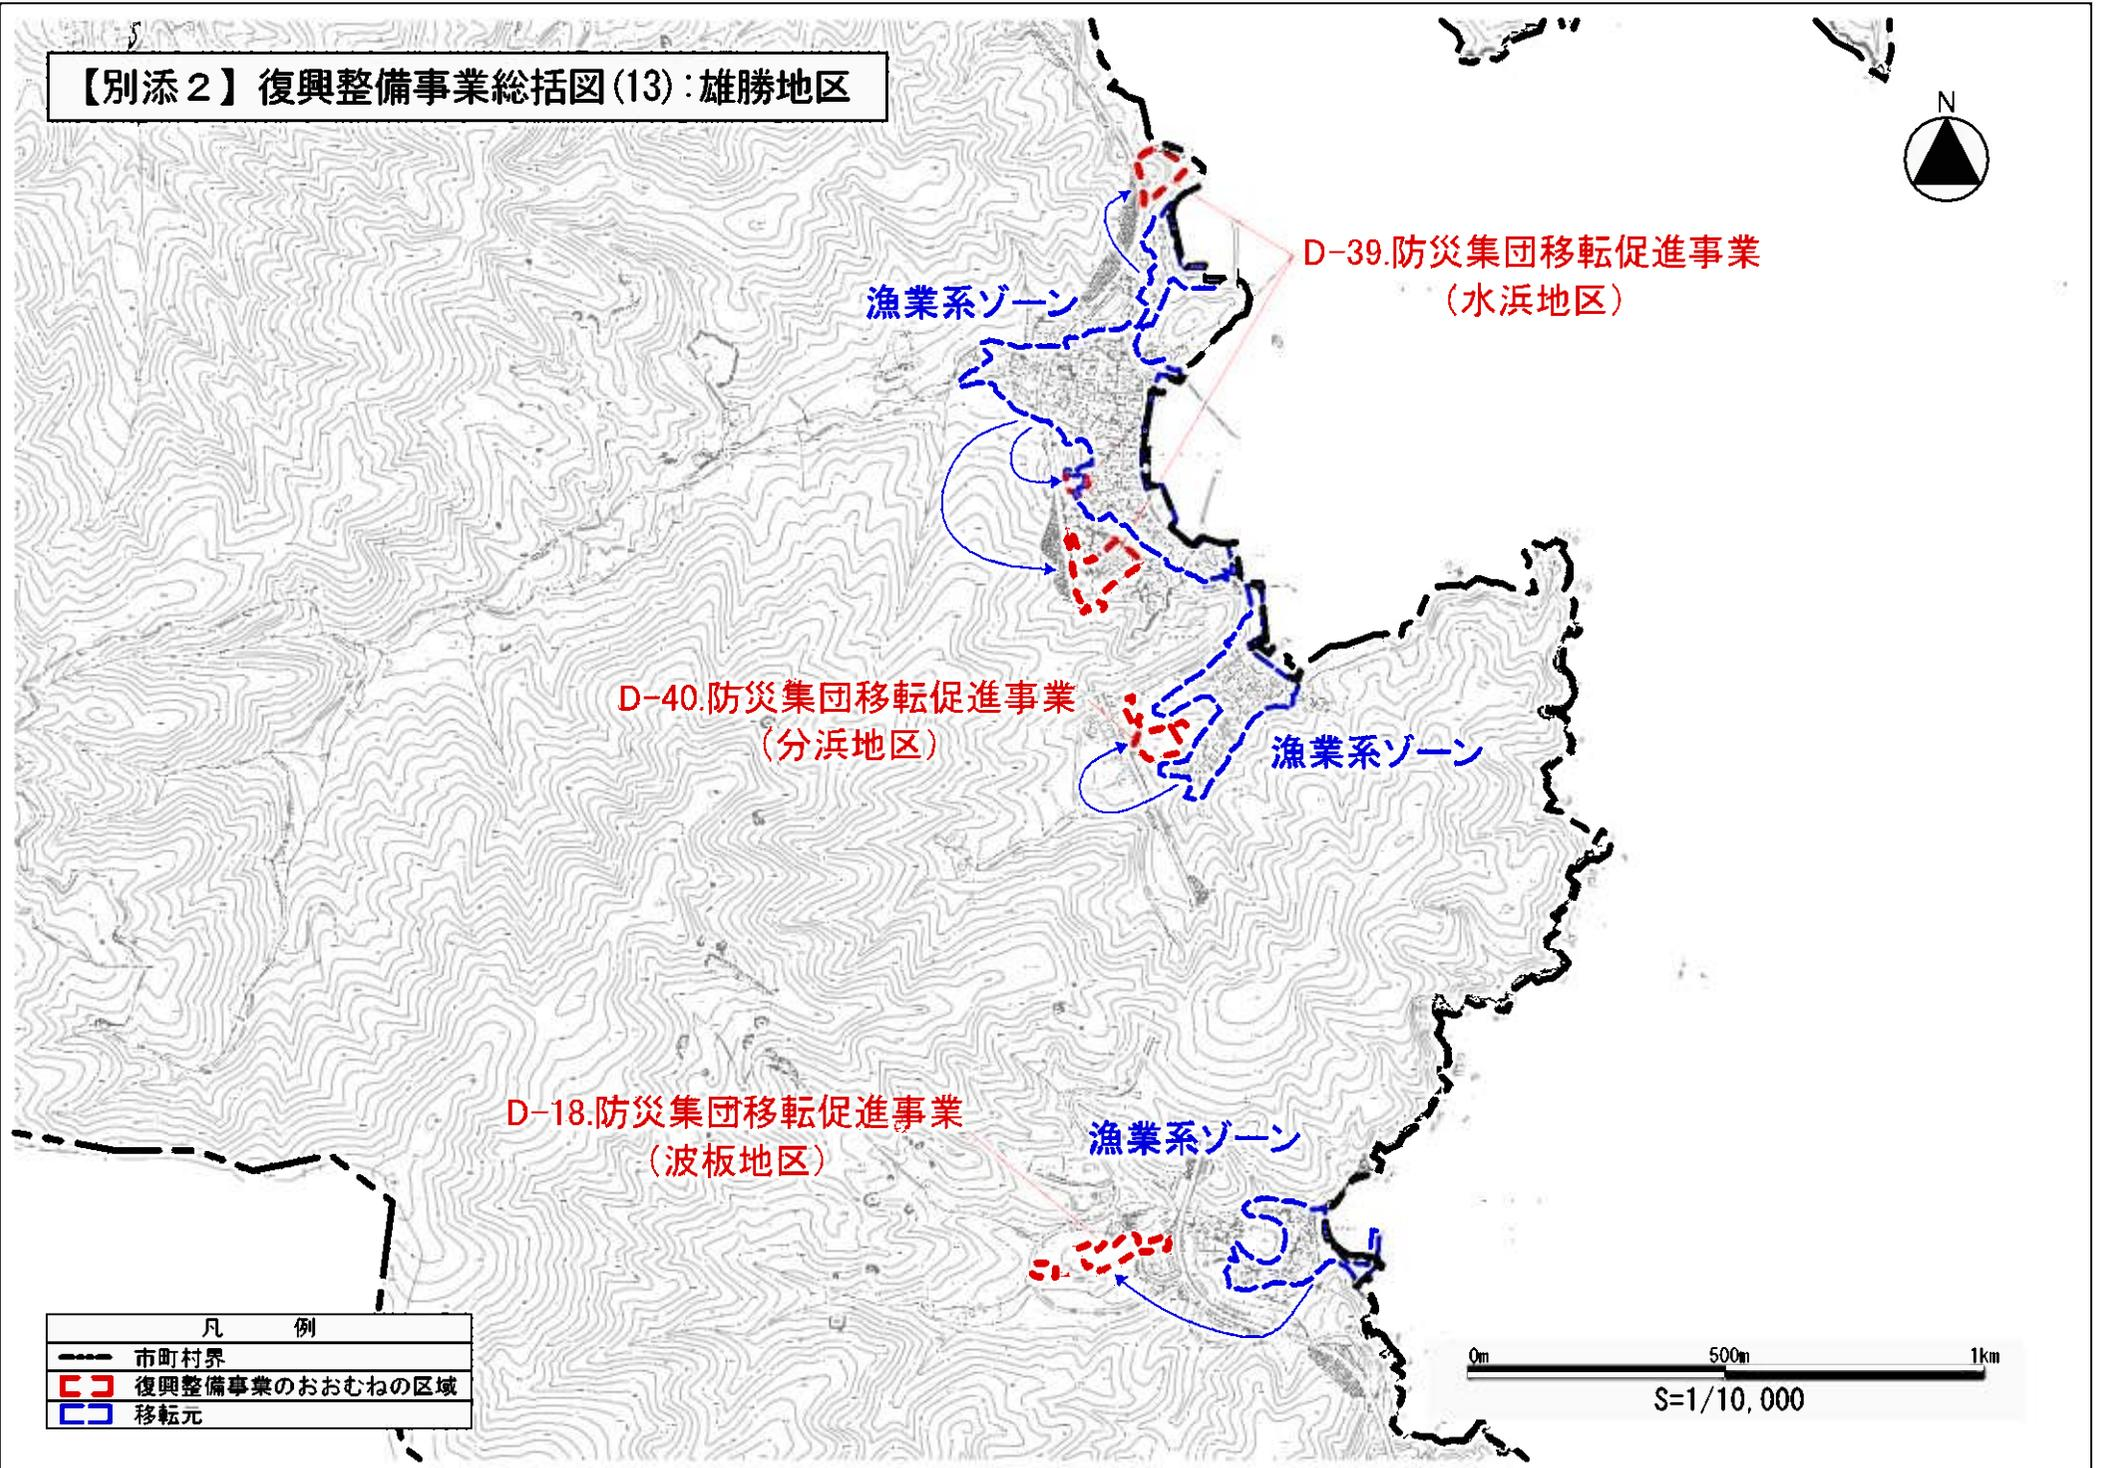 【別添２】復興整備事業総括図(13):雄勝地区
N
D-39.防災集団移転促進事業
(水浜地区)
漁業系ゾーン
D-40.防災集団移転促進事業
(分浜地区)
漁業系ゾーン
D-18.防災集団移転促進事業
(波板地区)
漁業系ゾーン
凡 例
市町村界
復興整備事業のおおむねの区域
移転元
0m 500m 1km
S=1/10,000